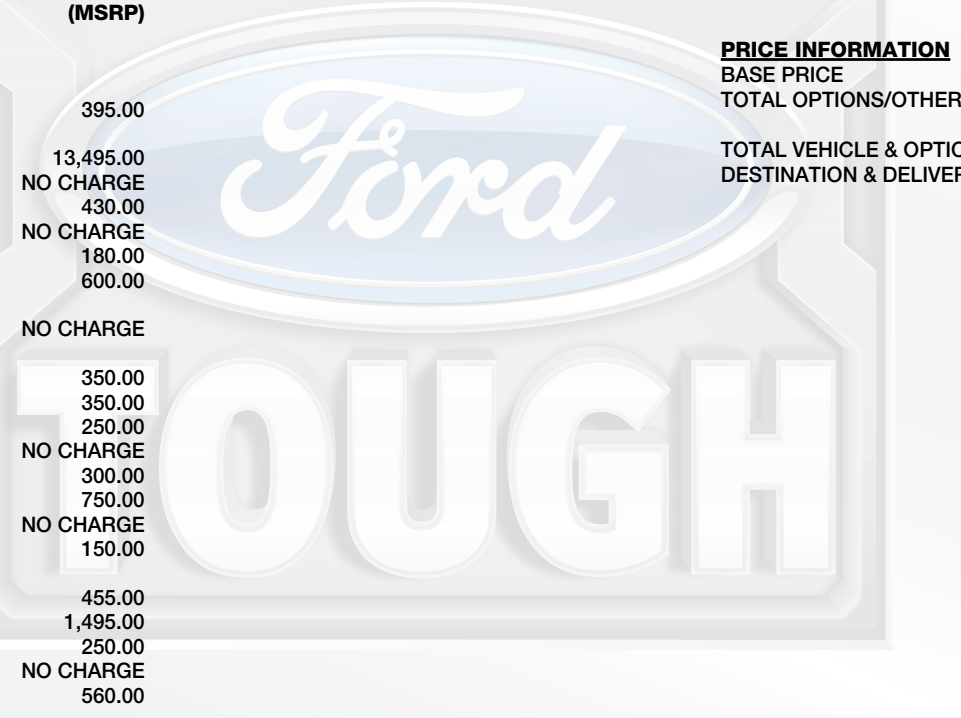 (MSRP)
PRICE INFORMATION
BASE PRICE
TOTAL OPTIONS/OTHER
395.00
TOTAL VEHICLE & OPTIO
DESTINATION & DELIVER
13,495.00
NO CHARGE
430.00
NO CHARGE
180.00
600.00
NO CHARGE
350.00
350.00
250.00
NO CHARGE
300.00
750.00
NO CHARGE
150.00
455.00
1,495.00
250.00
NO CHARGE
560.00
Ford
TOUGH